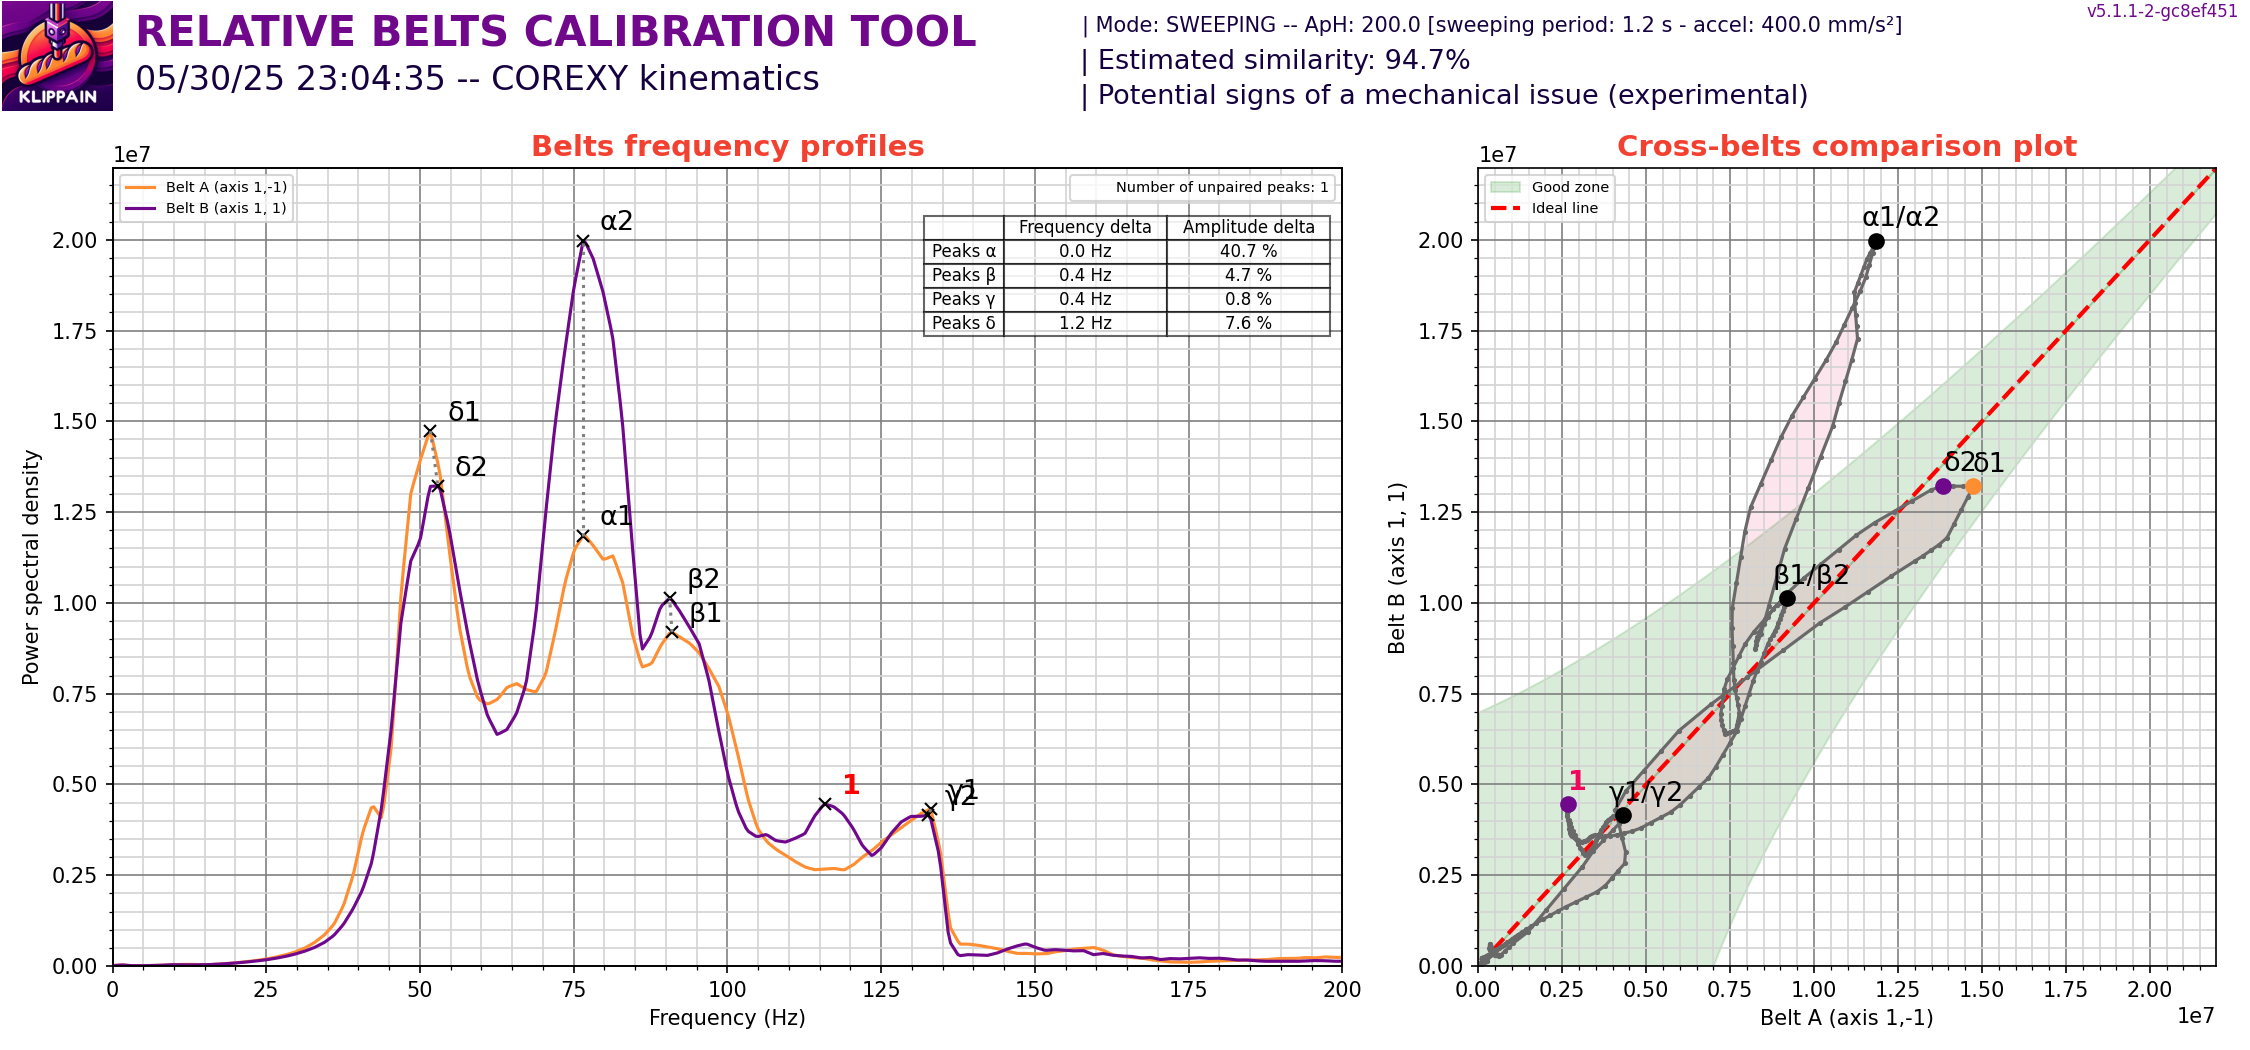 KLIPPAIN
RELATIVE BELTS CALIBRATION TOOL
05/30/25 23:04:35 -- COREXY kinematics
| Mode: SWEEPING -- ApH: 200.0 [sweeping period: 1.2 s - accel: 400.0 mm/s²]
| Estimated similarity: 94.7%
| Potential signs of a mechanical issue (experimental)
v5.1.1-2-gc8ef451
Belts frequency profiles
1e7
Belt A (axis 1,-1)
Belt B (axis 1, 1)
Number of unpaired peaks: 1
Frequency delta Amplitude delta
Peaks α 0.0 Hz 40.7 %
Peaks β 0.4 Hz 4.7 %
Peaks γ 0.4 Hz 0.8 %
Peaks δ 1.2 Hz 7.6 %
α2
δ1
δ2
α1
β2
β1
1
γ1
γ2
Power spectral density
2.00
1.75
1.50
1.25
1.00
0.75
0.50
0.25
0.00
0 25 50 75 100 125 150 175 200
Frequency (Hz)
Cross-belts comparison plot
1e7
Good zone
Ideal line
α1/α2
δ2 δ1
β1/β2
1
γ1/γ2
Belt B (axis 1, 1)
2.00
1.75
1.50
1.25
1.00
0.75
0.50
0.25
0.00
0.00 0.25 0.50 0.75 1.00 1.25 1.50 1.75 2.00
Belt A (axis 1,-1)
1e7